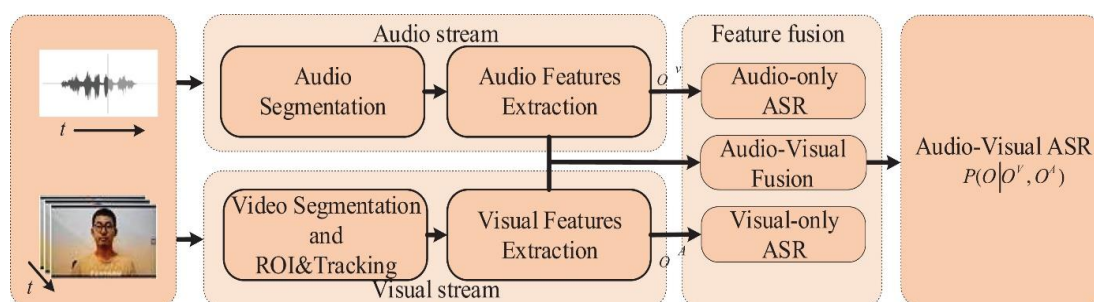 t
t
Audio stream
Audio
Segmentation
Audio Features
Extraction
O^V
Video Segmentation
and
ROI&Tracking
Visual Features
Extraction
O^A
Visual stream
Feature fusion
Audio-only
ASR
Audio-Visual
Fusion
Visual-only
ASR
Audio-Visual ASR
P(O|O^V, O^A)